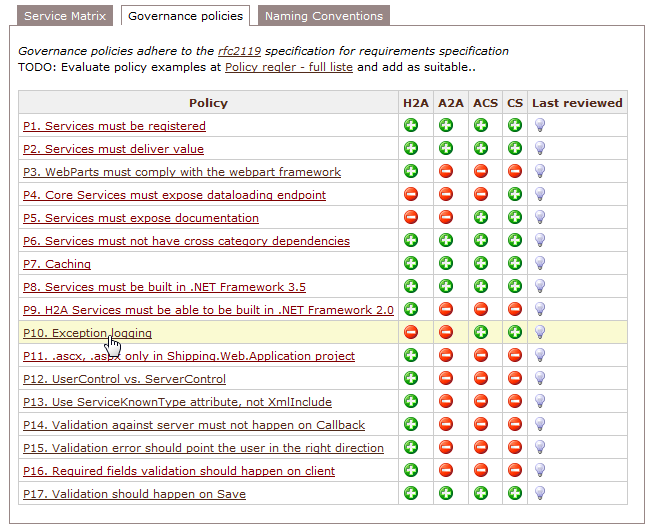 Service Matrix Governance policies Naming Conventions
Governance policies adhere to the rfc2119 specification for requirements specification
TODO: Evaluate policy examples at Policy regler - full liste and add as suitable..
Policy H2A A2A ACS CS Last reviewed
P1. Services must be registered
P2. Services must deliver value
P3. WebParts must comply with the webpart framework
P4. Core Services must expose dataloading endpoint
P5. Services must expose documentation
P6. Services must not have cross category dependencies
P7. Caching
P8. Services must be built in .NET Framework 3.5
P9. H2A Services must be able to be built in .NET Framework 2.0
P10. Exception logging
P11. .ascx, .aspx only in Shipping.Web.Application project
P12. UserControl vs. ServerControl
P13. Use ServiceKnownType attribute, not XmlInclude
P14. Validation against server must not happen on Callback
P15. Validation error should point the user in the right direction
P16. Required fields validation should happen on client
P17. Validation should happen on Save